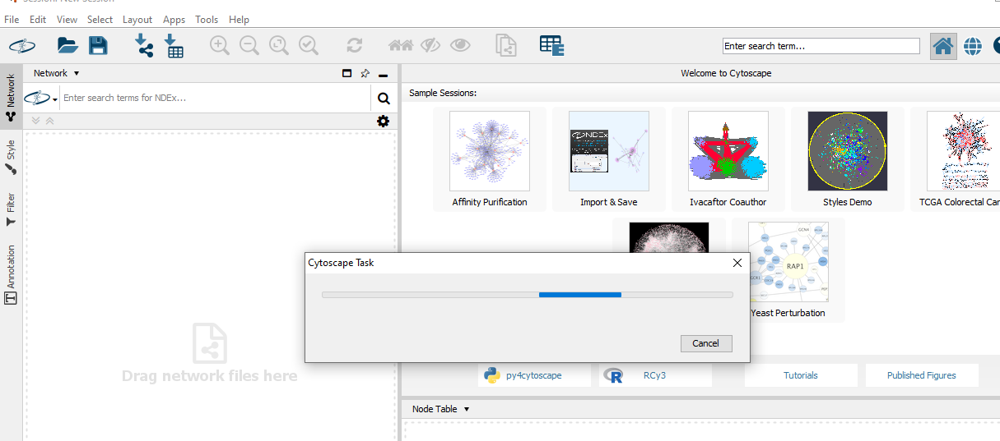 Session: New Session
File Edit View Select Layout Apps Tools Help
Enter search term...
Network
Network
Style
Filter
Annotation
Enter search terms for NDEx...
Drag network files here
Welcome to Cytoscape
Sample Sessions:
NDEx
Affinity Purification
Import & Save
Ivacaftor Coauthor
Styles Demo
TCGA Colorectal Can
GCN4
RAP1
GCR1
PEP
Yeast Perturbation
Cytoscape Task
Cancel
py4cytoscape
RCy3
Tutorials
Published Figures
Node Table